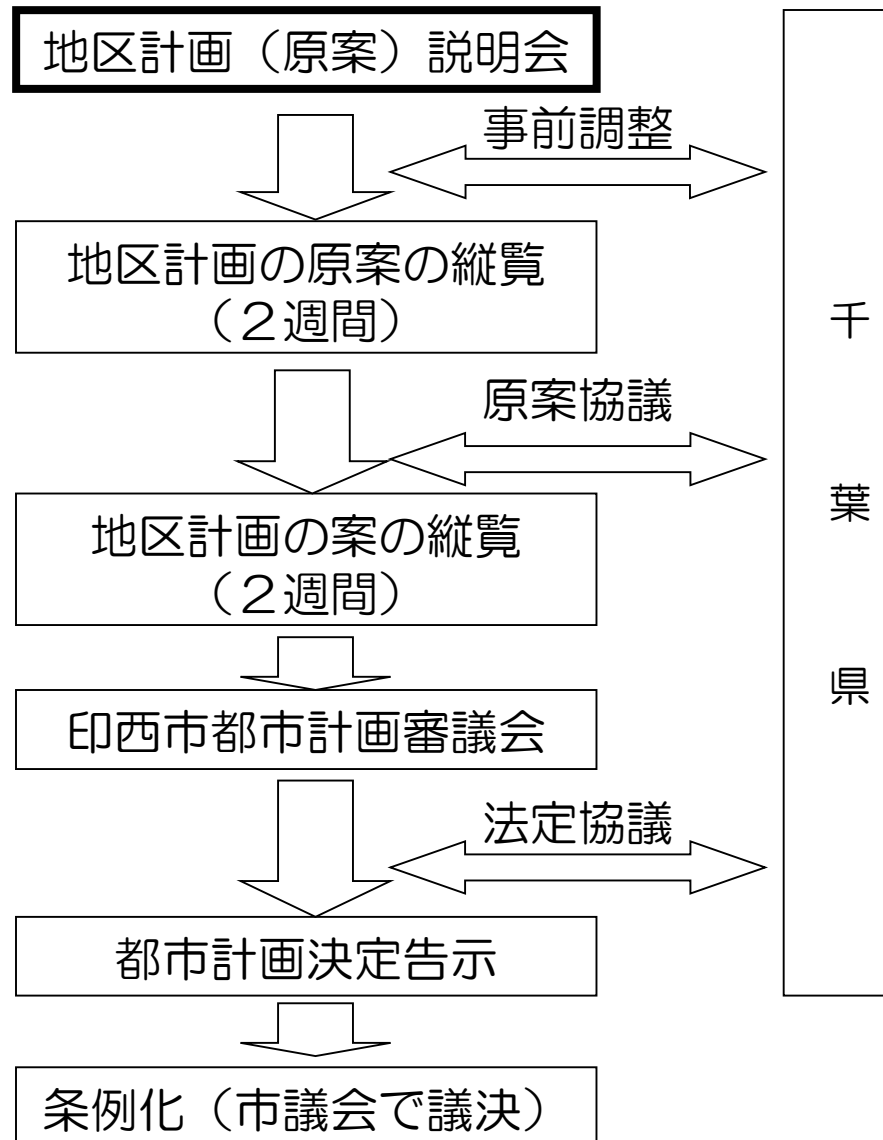 地区計画（原案）説明会
事前調整
地区計画の原案の縦覧
（２週間）
原案協議
地区計画の案の縦覧
（２週間）
印西市都市計画審議会
法定協議
都市計画決定告示
条例化（市議会で議決）
千
葉
県